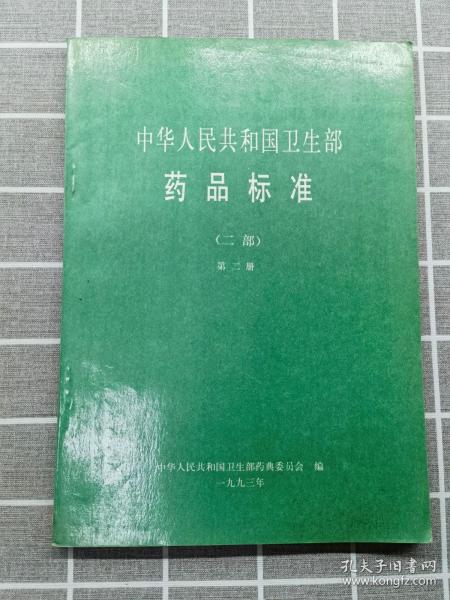 中华人民共和国卫生部
药品标准
（二部）
第二册
中华人民共和国卫生部药典委员会 编
一九九三年
孔夫子旧书网
www.kongfz.com